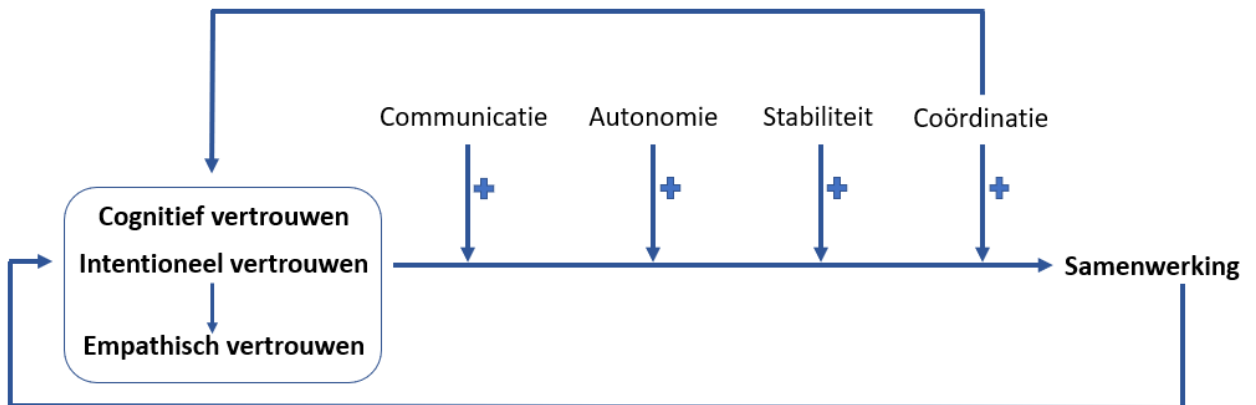 Communicatie
Autonomie
Stabiliteit
Coördinatie
Cognitief vertrouwen
Intentioneel vertrouwen
Empathisch vertrouwen
Samenwerking